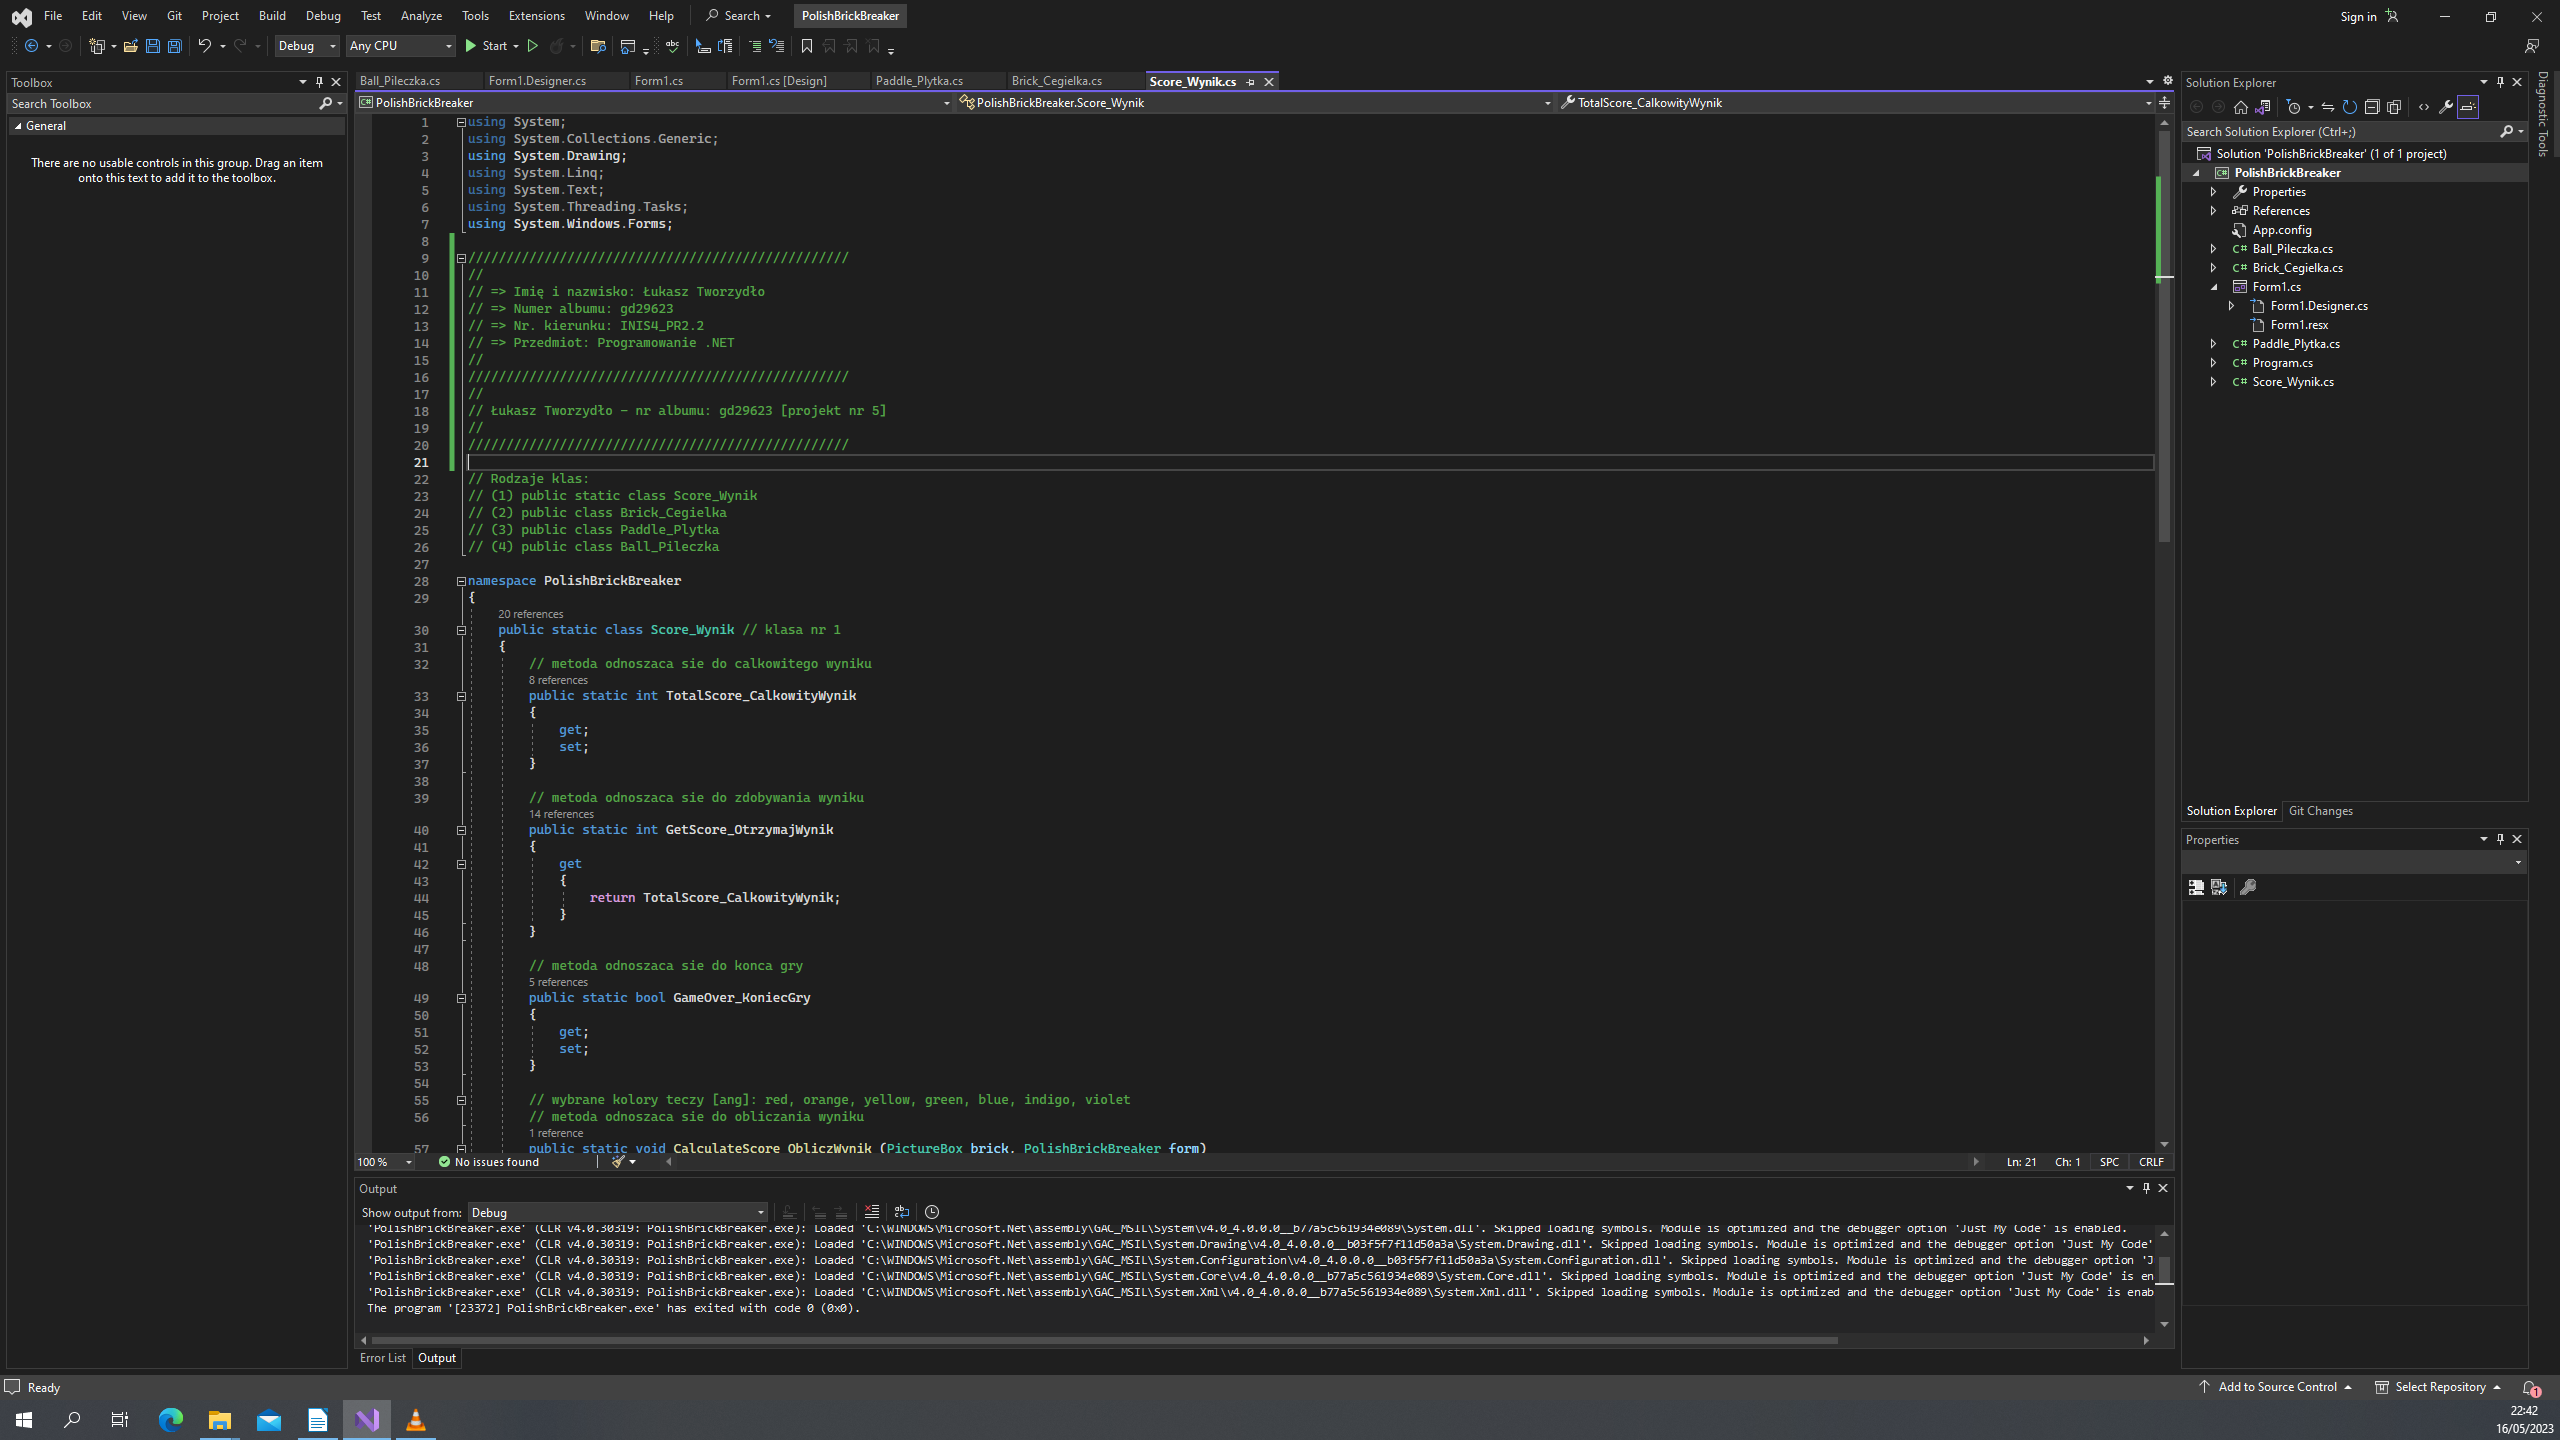 File Edit View Git Project Build Debug Test Analyze Tools Extensions Window Help Search PolishBrickBreaker Sign in
Debug Any CPU Start
Toolbox
Search Toolbox
General
There are no usable controls in this group. Drag an item
onto this text to add it to the toolbox.
Ball_Pileczka.cs Form1.Designer.cs Form1.cs Form1.cs [Design] Paddle_Plytka.cs Brick_Cegielka.cs Score_Wynik.cs
PolishBrickBreaker PolishBrickBreaker.Score_Wynik TotalScore_CalkowityWynik
1 using System;
2 using System.Collections.Generic;
3 using System.Drawing;
4 using System.Linq;
5 using System.Text;
6 using System.Threading.Tasks;
7 using System.Windows.Forms;
8
9 //////////////////////////////////////////////////
10 //
11 // => Imię i nazwisko: Łukasz Tworzydło
12 // => Numer albumu: gd29623
13 // => Nr. kierunku: INIS4_PR2.2
14 // => Przedmiot: Programowanie .NET
15 //
16 //////////////////////////////////////////////////
17 //
18 // Łukasz Tworzydło - nr albumu: gd29623 [projekt nr 5]
19 //
20 //////////////////////////////////////////////////
21
22 // Rodzaje klas:
23 // (1) public static class Score_Wynik
24 // (2) public class Brick_Cegielka
25 // (3) public class Paddle_Plytka
26 // (4) public class Ball_Pileczka
27
28 namespace PolishBrickBreaker
29 {
20 references
30 public static class Score_Wynik // klasa nr 1
31 {
32 // metoda odnoszaca sie do calkowitego wyniku
8 references
33 public static int TotalScore_CalkowityWynik
34 {
35 get;
36 set;
37 }
38
39 // metoda odnoszaca sie do zdobywania wyniku
14 references
40 public static int GetScore_OtrzymajWynik
41 {
42 get
43 {
44 return TotalScore_CalkowityWynik;
45 }
46 }
47
48 // metoda odnoszaca sie do konca gry
5 references
49 public static bool GameOver_KoniecGry
50 {
51 get;
52 set;
53 }
54
55 // wybrane kolory teczy [ang]: red, orange, yellow, green, blue, indigo, violet
56 // metoda odnoszaca sie do obliczania wyniku
1 reference
57 public static void CalculateScore_ObliczWynik (PictureBox brick, PolishBrickBreaker form)
100 % No issues found Ln: 21 Ch: 1 SPC CRLF
Output
Show output from: Debug
'PolishBrickBreaker.exe' (CLR v4.0.30319: PolishBrickBreaker.exe): Loaded 'C:\WINDOWS\Microsoft.Net\assembly\GAC_MSIL\System\v4.0_4.0.0.0__b77a5c561934e089\System.dll'. Skipped loading symbols. Module is optimized and the debugger option 'Just My Code' is enabled.
'PolishBrickBreaker.exe' (CLR v4.0.30319: PolishBrickBreaker.exe): Loaded 'C:\WINDOWS\Microsoft.Net\assembly\GAC_MSIL\System.Drawing\v4.0_4.0.0.0__b03f5f7f11d50a3a\System.Drawing.dll'. Skipped loading symbols. Module is optimized and the debugger option 'Just My Code'
'PolishBrickBreaker.exe' (CLR v4.0.30319: PolishBrickBreaker.exe): Loaded 'C:\WINDOWS\Microsoft.Net\assembly\GAC_MSIL\System.Configuration\v4.0_4.0.0.0__b03f5f7f11d50a3a\System.Configuration.dll'. Skipped loading symbols. Module is optimized and the debugger option 'J
'PolishBrickBreaker.exe' (CLR v4.0.30319: PolishBrickBreaker.exe): Loaded 'C:\WINDOWS\Microsoft.Net\assembly\GAC_MSIL\System.Core\v4.0_4.0.0.0__b77a5c561934e089\System.Core.dll'. Skipped loading symbols. Module is optimized and the debugger option 'Just My Code' is en
'PolishBrickBreaker.exe' (CLR v4.0.30319: PolishBrickBreaker.exe): Loaded 'C:\WINDOWS\Microsoft.Net\assembly\GAC_MSIL\System.Xml\v4.0_4.0.0.0__b77a5c561934e089\System.Xml.dll'. Skipped loading symbols. Module is optimized and the debugger option 'Just My Code' is enab
The program '[23372] PolishBrickBreaker.exe' has exited with code 0 (0x0).
Error List Output
Solution Explorer
Search Solution Explorer (Ctrl+;)
Solution 'PolishBrickBreaker' (1 of 1 project)
PolishBrickBreaker
Properties
References
App.config
Ball_Pileczka.cs
Brick_Cegielka.cs
Form1.cs
Form1.Designer.cs
Form1.resx
Paddle_Plytka.cs
Program.cs
Score_Wynik.cs
Solution Explorer Git Changes
Properties
Diagnostic Tools
Ready Add to Source Control Select Repository 1
22:42
16/05/2023